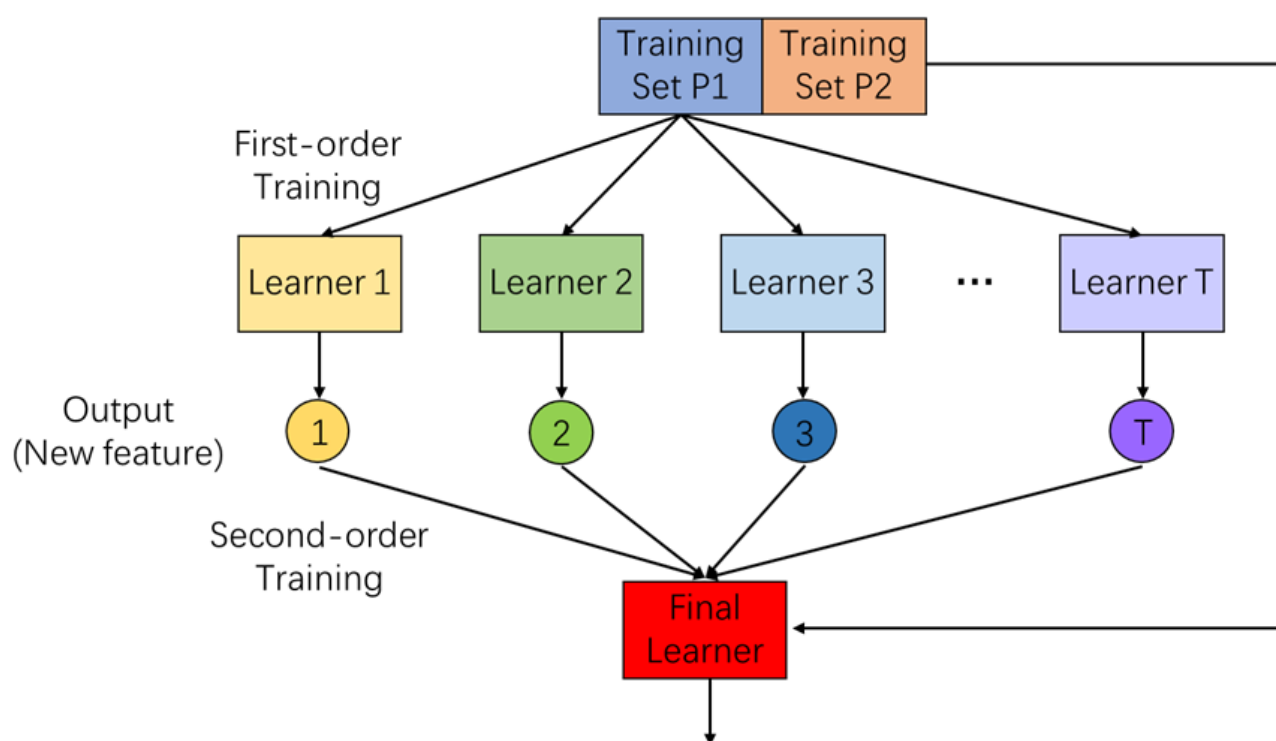 Training
Set P1
Training
Set P2
First-order
Training
Learner 1
Learner 2
Learner 3
...
Learner T
Output
(New feature)
1
2
3
T
Second-order
Training
Final
Learner